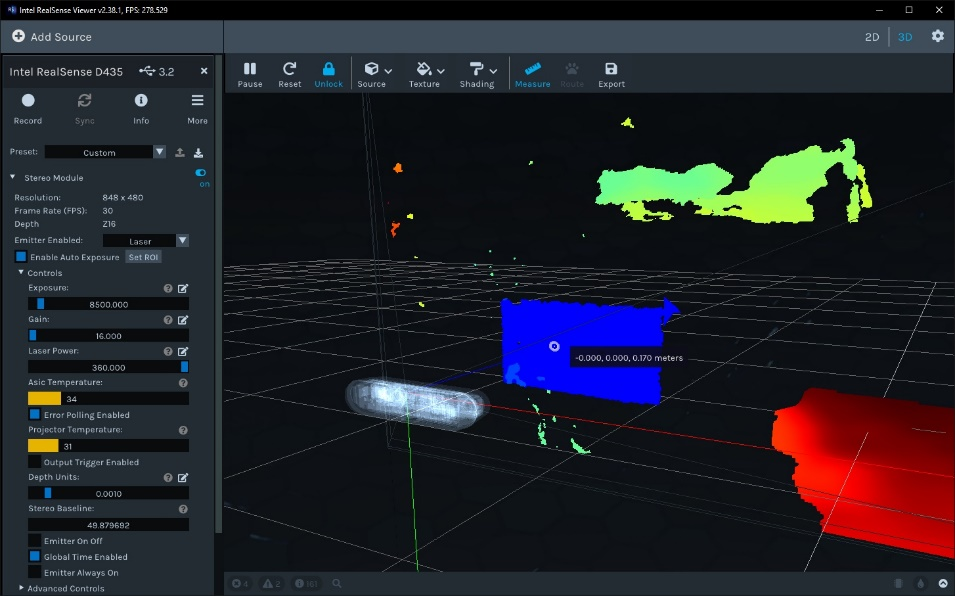 Intel RealSense Viewer v2.38.1, FPS: 278.529
Add Source
2D | 3D
Intel RealSense D435 3.2
Record Sync Info More
Pause Reset Unlock Source Texture Shading Measure Route Export
Preset: Custom
Stereo Module on
Resolution: 848 x 480
Frame Rate (FPS): 30
Depth Z16
Emitter Enabled: Laser
Enable Auto Exposure Set ROI
Controls
Exposure:
8500.000
Gain:
16.000
Laser Power:
360.000
Asic Temperature:
34
Error Polling Enabled
Projector Temperature:
31
Output Trigger Enabled
Depth Units:
0.0010
Stereo Baseline:
49.879692
Emitter On Off
Global Time Enabled
Emitter Always On
Advanced Controls
-0.000, 0.000, 0.170 meters
4 2 161